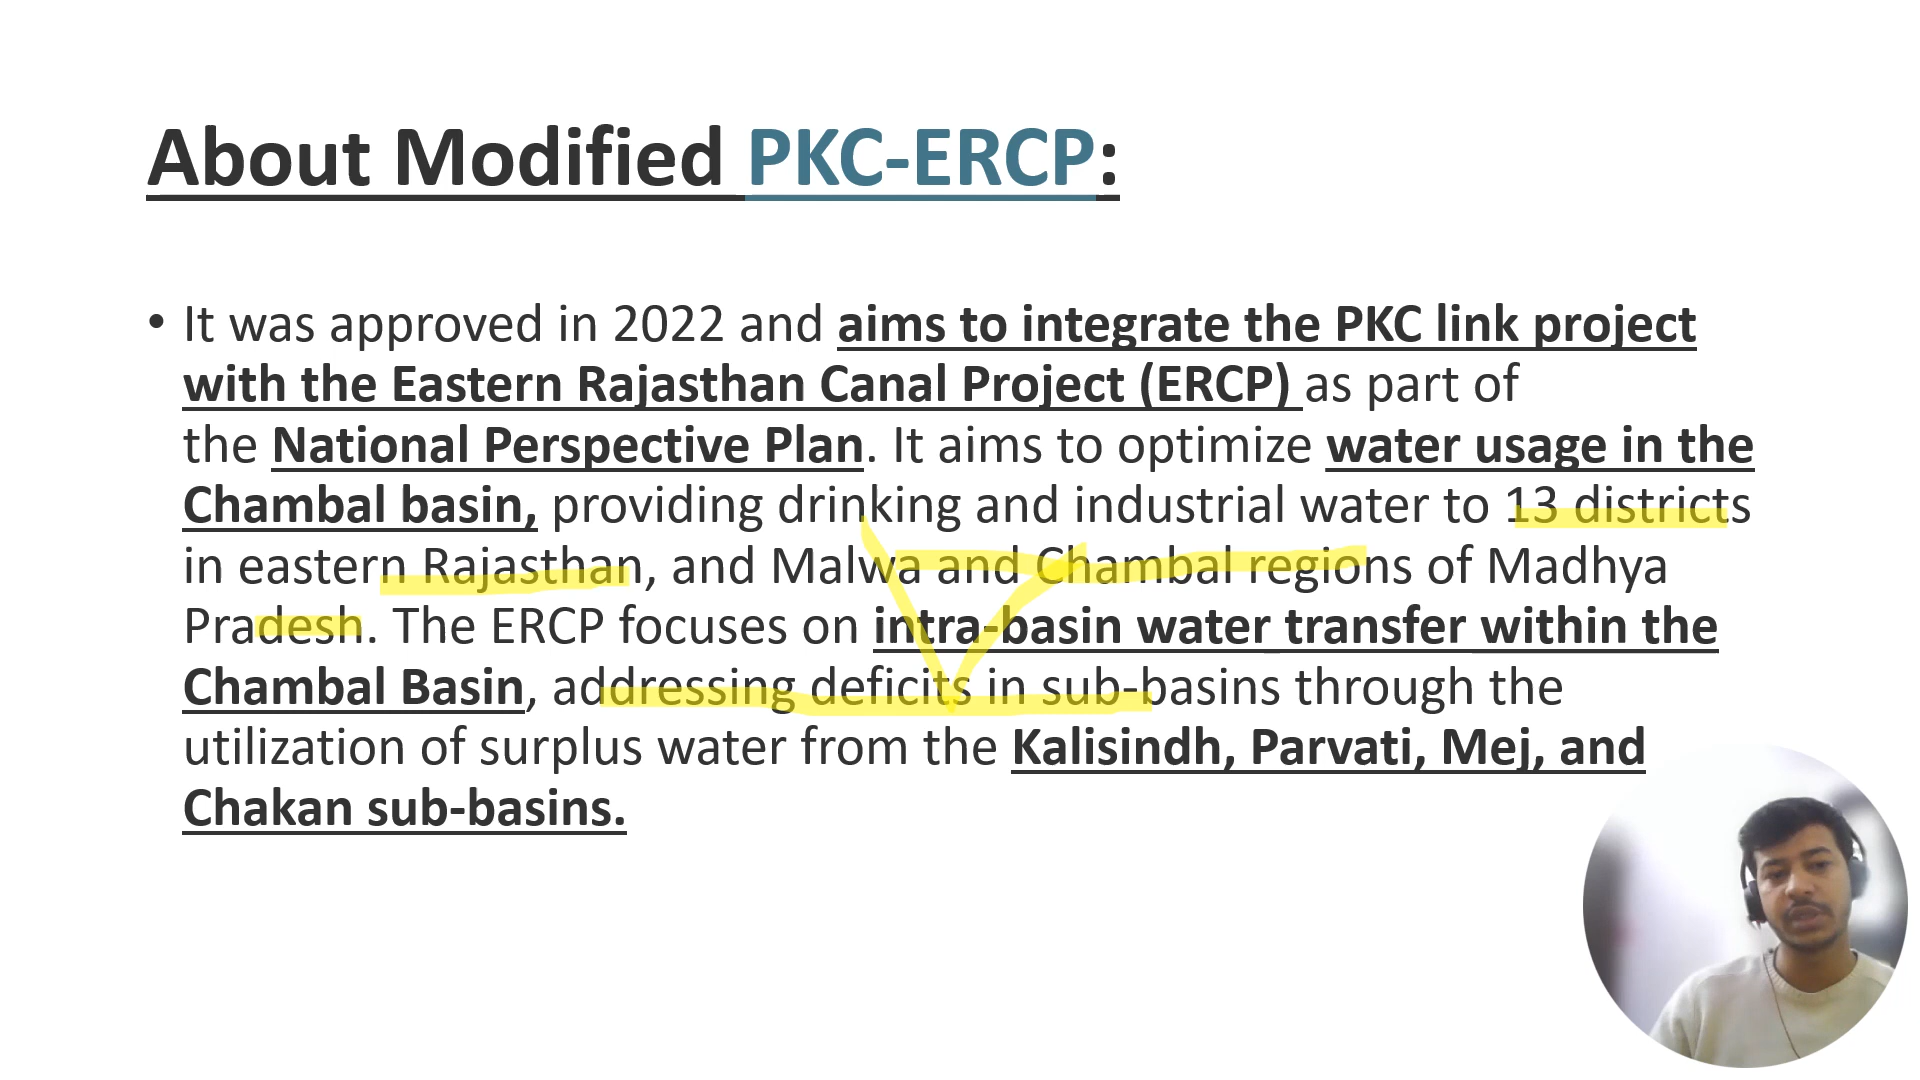 About Modified PKC-ERCP:
• It was approved in 2022 and aims to integrate the PKC link project
with the Eastern Rajasthan Canal Project (ERCP) as part of
the National Perspective Plan. It aims to optimize water usage in the
Chambal basin, providing drinking and industrial water to 13 districts
in eastern Rajasthan, and Malwa and Chambal regions of Madhya
Pradesh. The ERCP focuses on intra-basin water transfer within the
Chambal Basin, addressing deficits in sub-basins through the
utilization of surplus water from the Kalisindh, Parvati, Mej, and
Chakan sub-basins.